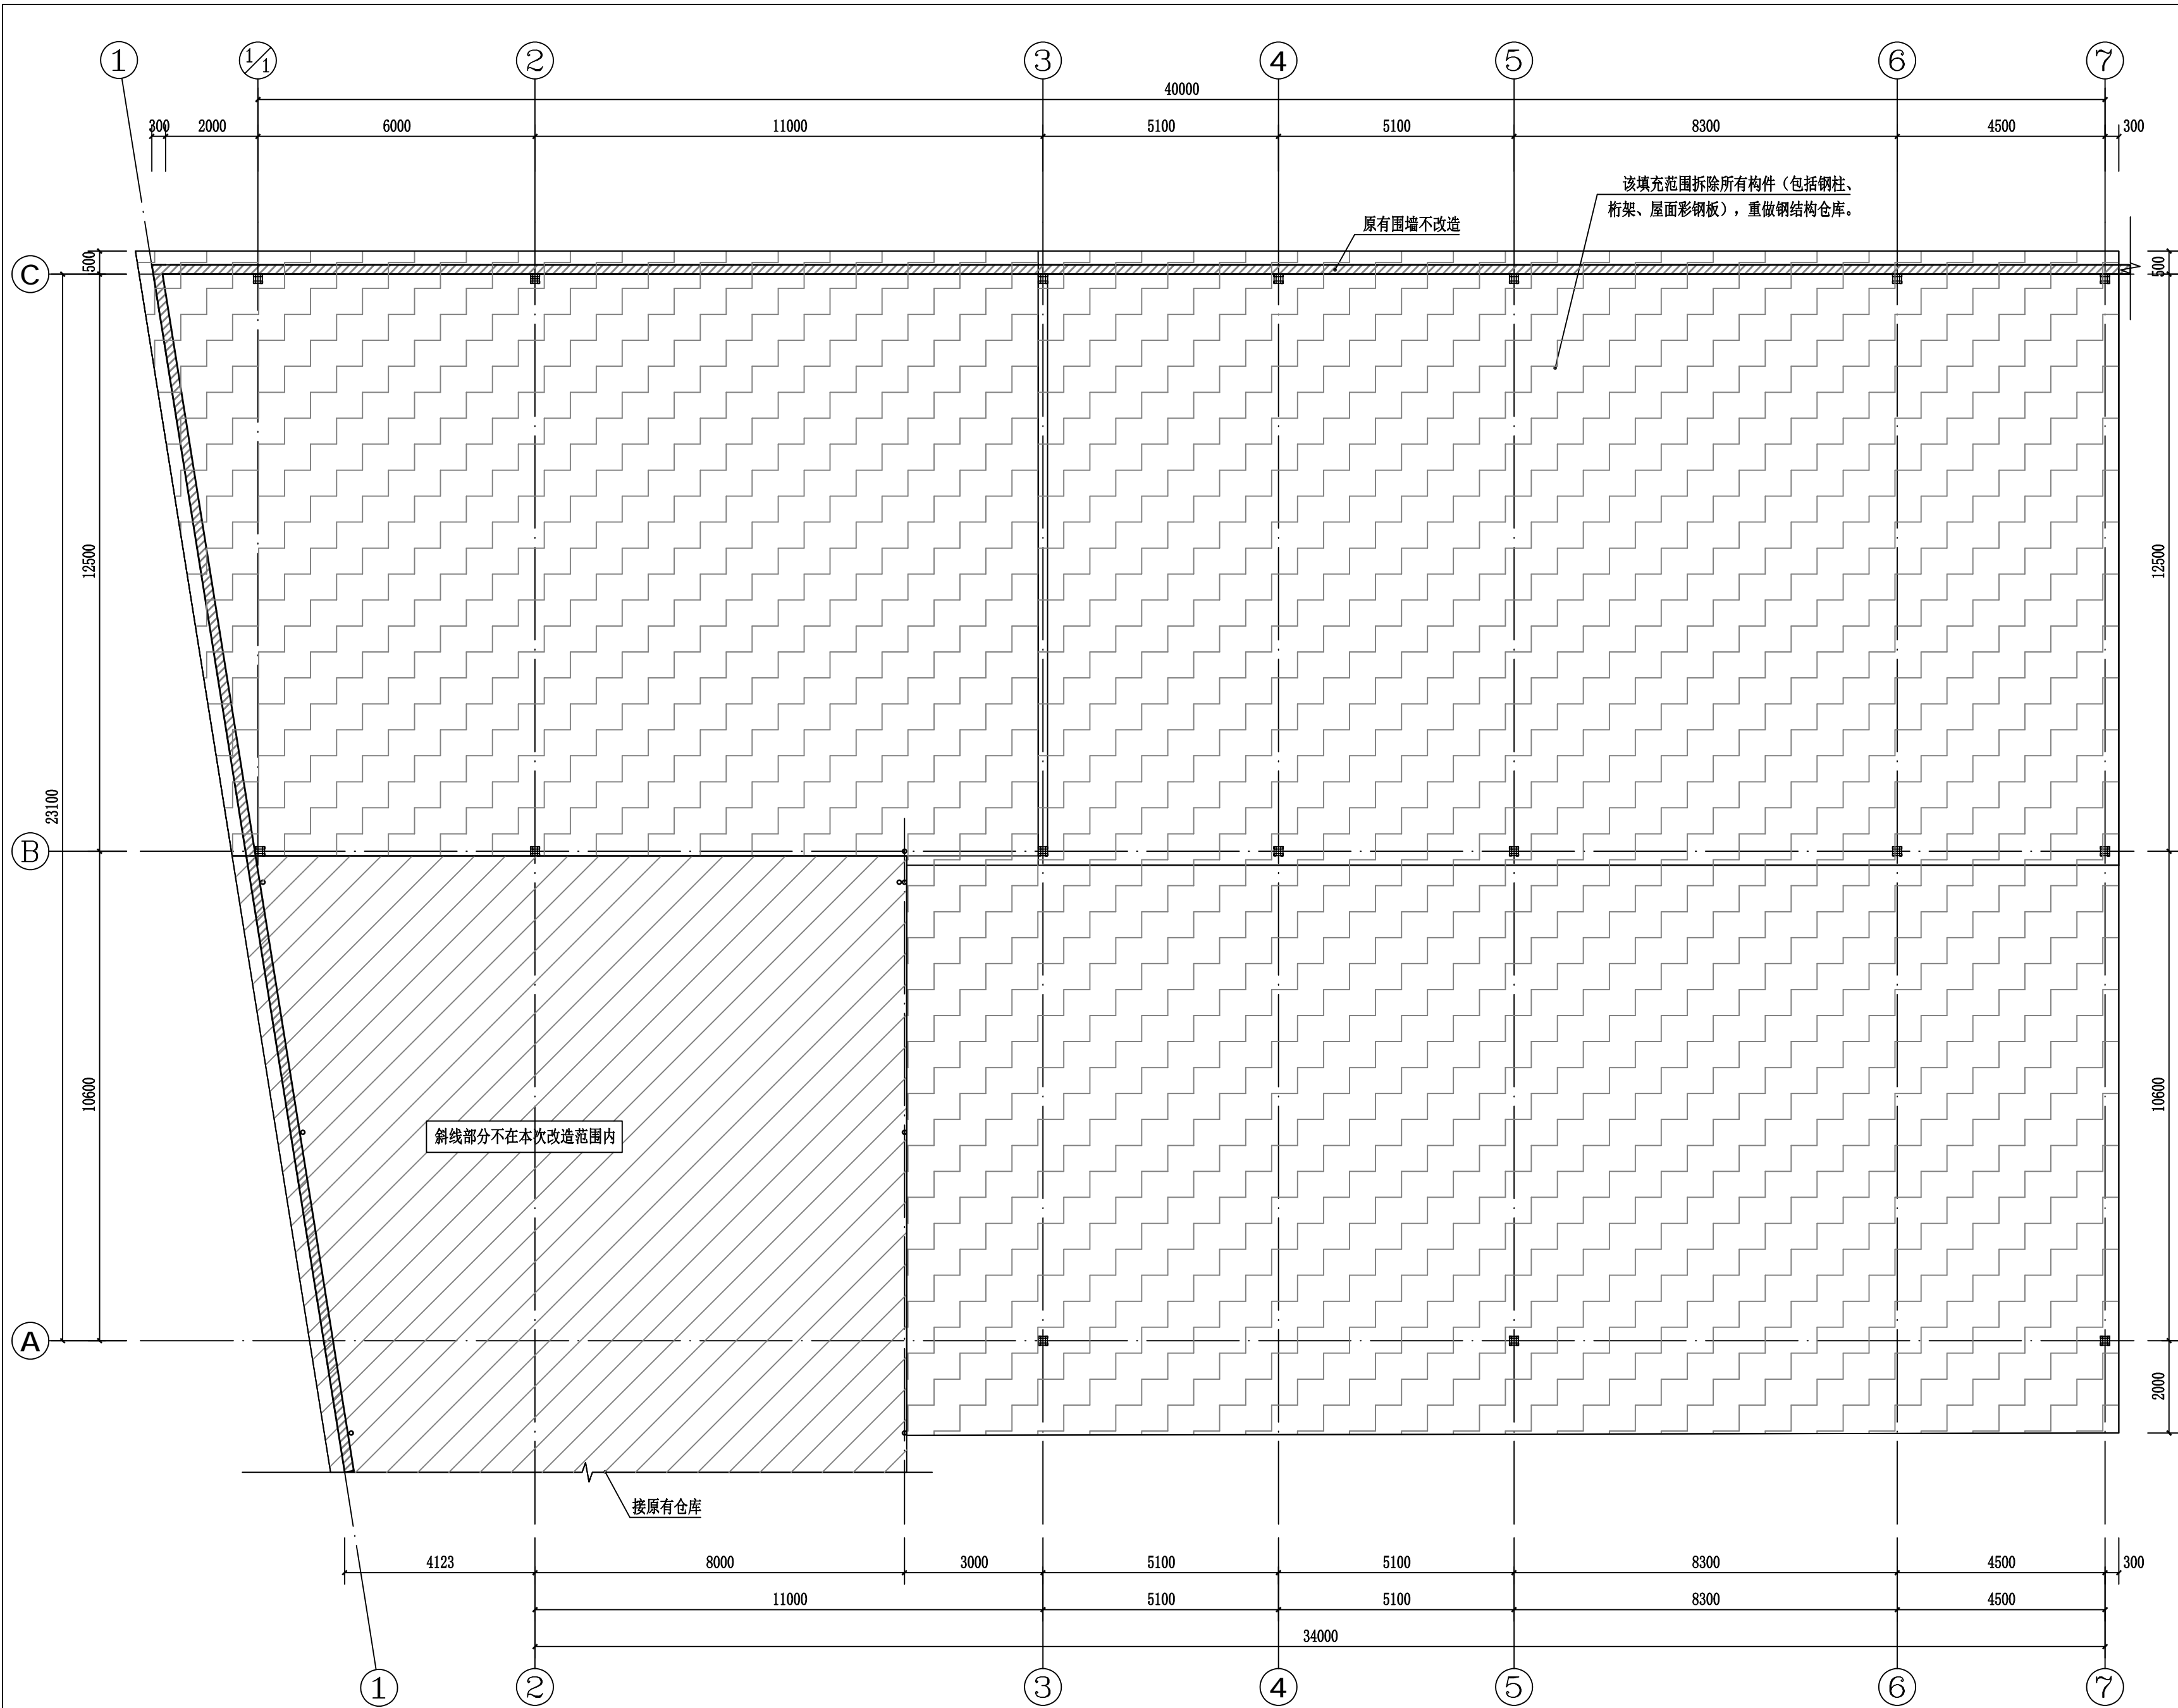 1 1/1 2 3 4 5 6 7
40000
300 2000 6000 11000 5100 5100 8300 4500 300
该填充范围拆除所有构件（包括钢柱、
桁架、屋面彩钢板），重做钢结构仓库。
原有围墙不改造
C
500
500
12500
12500
23100
B
10600
10600
斜线部分不在本次改造范围内
A
2000
接原有仓库
4123 8000 3000 5100 5100 8300 4500 300
11000 5100 5100 8300 4500
34000
1 2 3 4 5 6 7